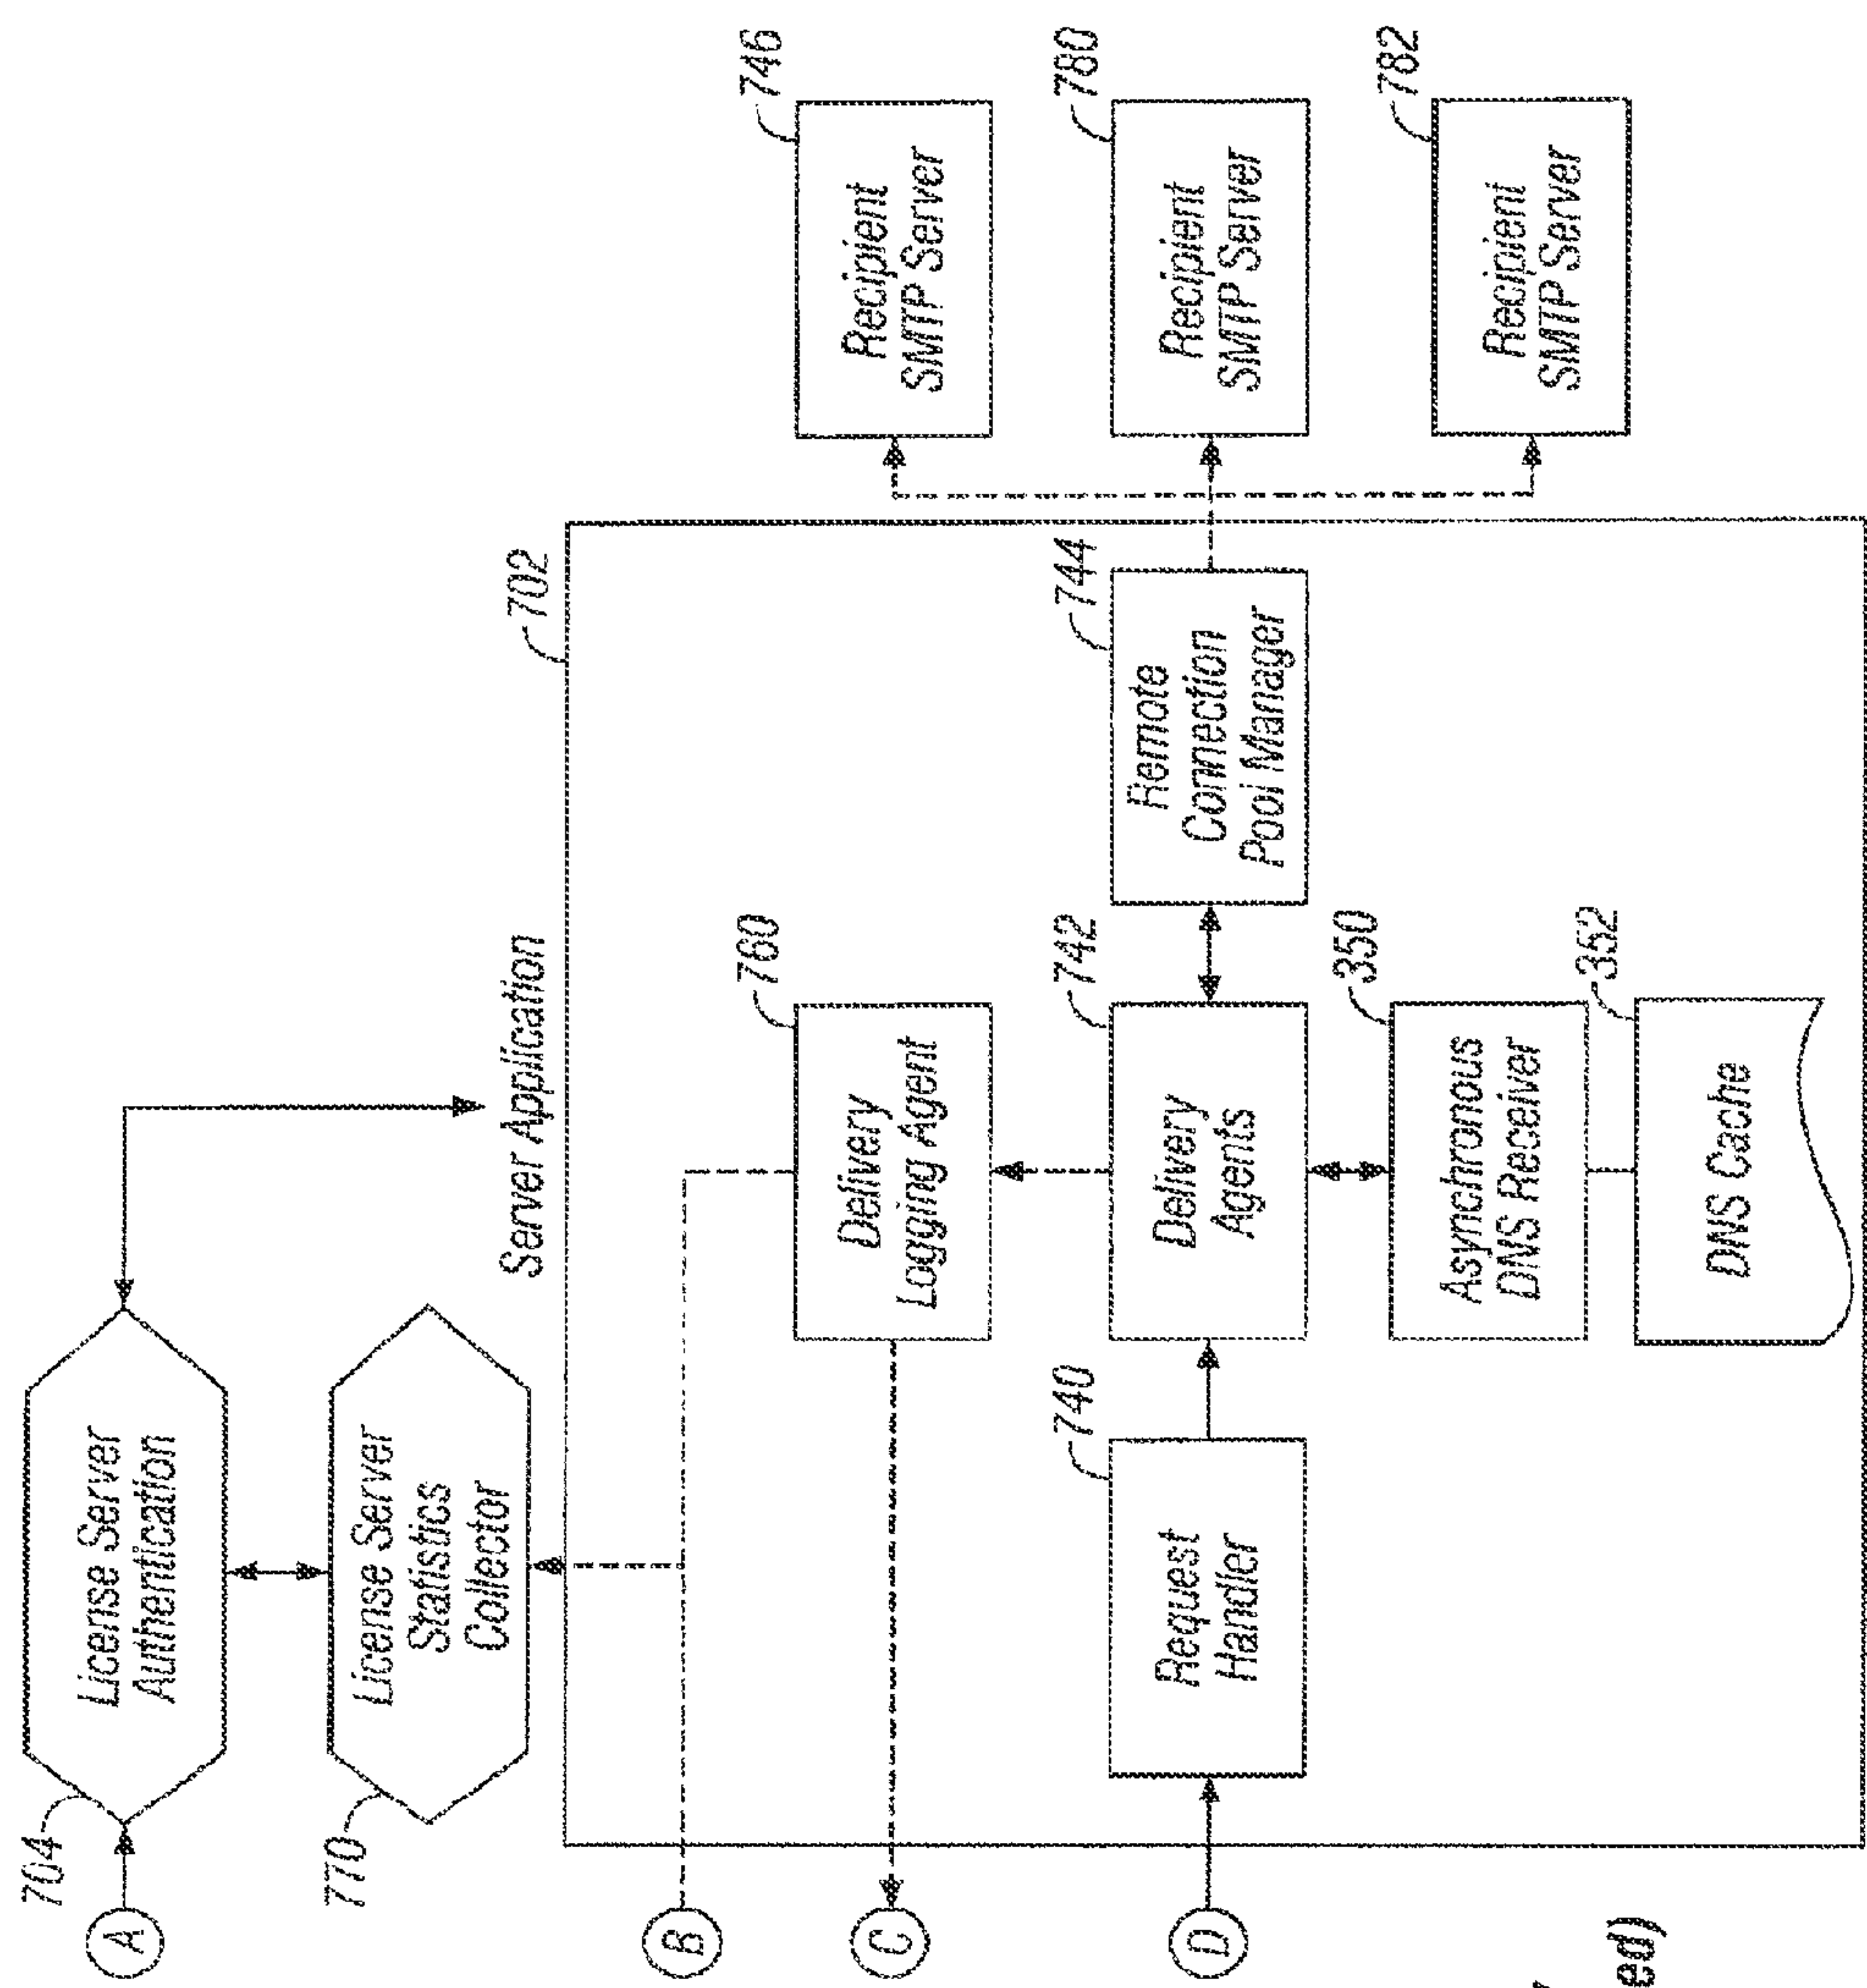 A
704
License Server
Authentication
770
License Server
Statistics
Collector
Server Application
702
B
C
D
740
Request
Handler
760
Delivery
Logging Agent
742
Delivery
Agents
350
Asynchronous
DNS Receiver
352
DNS Cache
744
Remote
Connection
Pool Manager
746
Recipient
SMTP Server
780
Recipient
SMTP Server
782
Recipient
SMTP Server
ed)